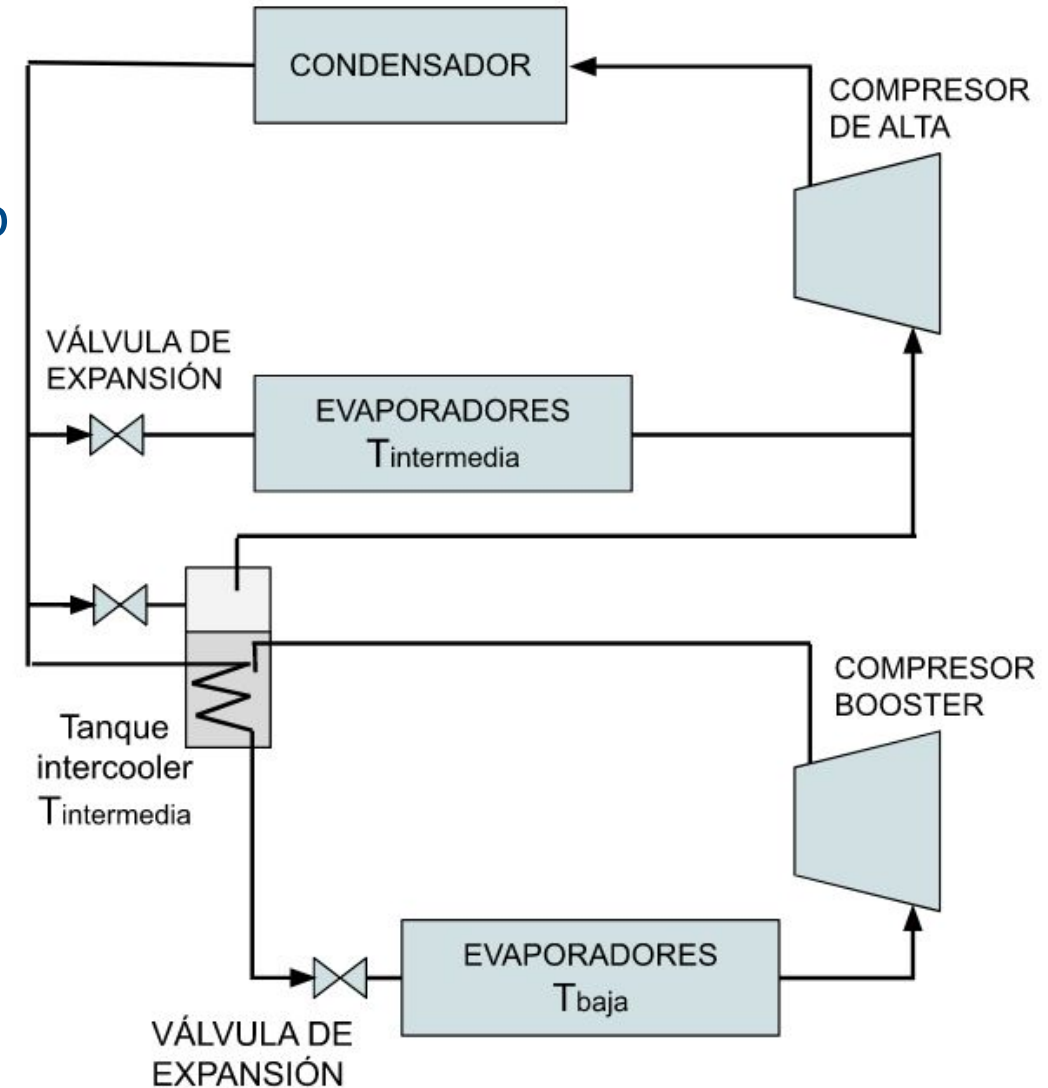 CONDENSADOR
COMPRESOR
DE ALTA
O
VÁLVULA DE
EXPANSIÓN
EVAPORADORES
Tintermedia
Tanque
intercooler
Tintermedia
COMPRESOR
BOOSTER
EVAPORADORES
Tbaja
VÁLVULA DE
EXPANSIÓN